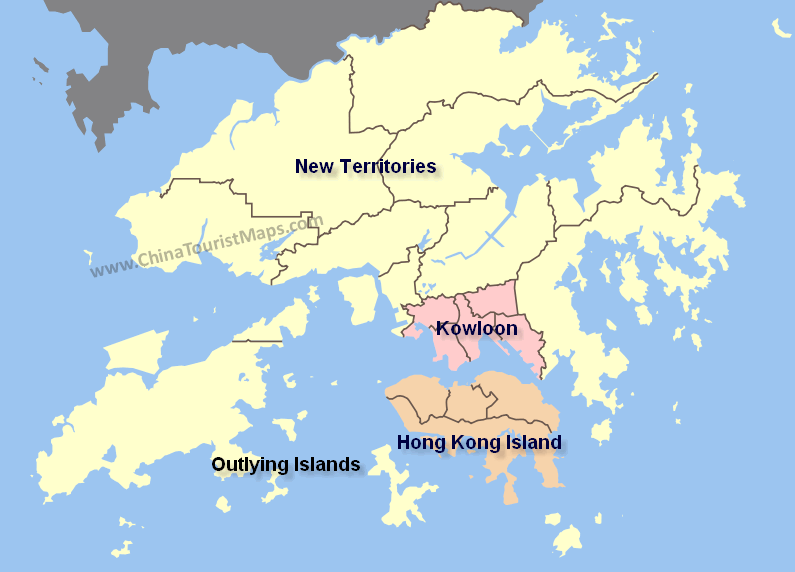 New Territories
www.ChinaTouristMaps.com
Kowloon
Hong Kong Island
Outlying Islands